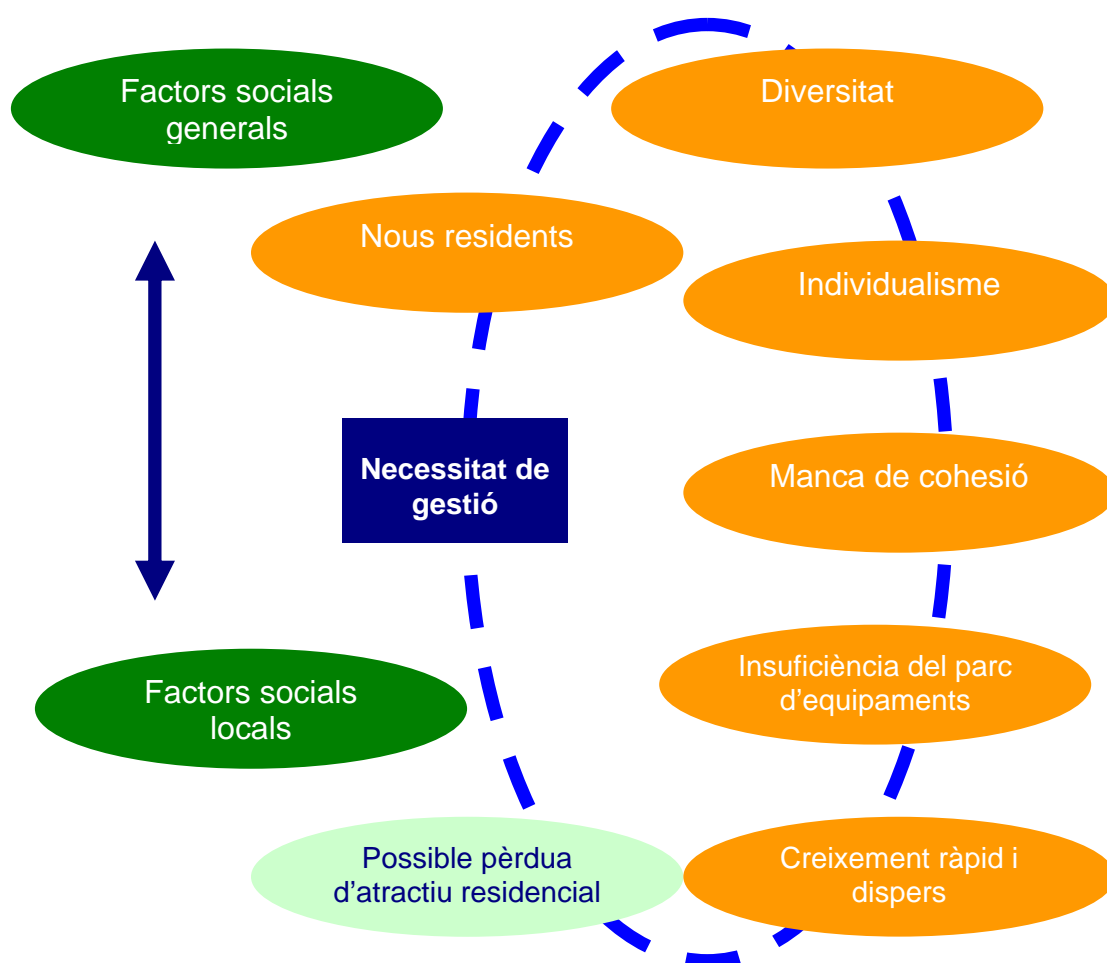 Factors socials
generals
Diversitat
Nous residents
Individualisme
Necessitat de
gestió
Manca de cohesió
Insuficiència del parc
d’equipaments
Factors socials
locals
Possible pèrdua
d’atractiu residencial
Creixement ràpid i
dispers